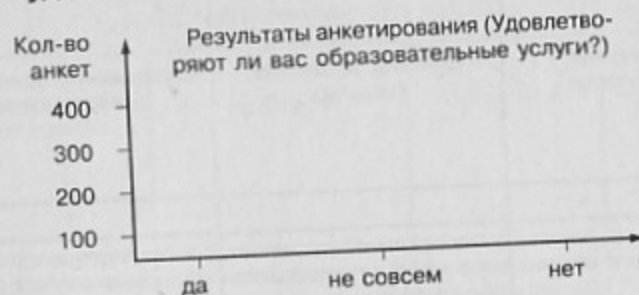 Кол-во
анкет
Результаты анкетирования (Удовлетво-
ряют ли вас образовательные услуги?)
400
300
200
100
да
не совсем
нет